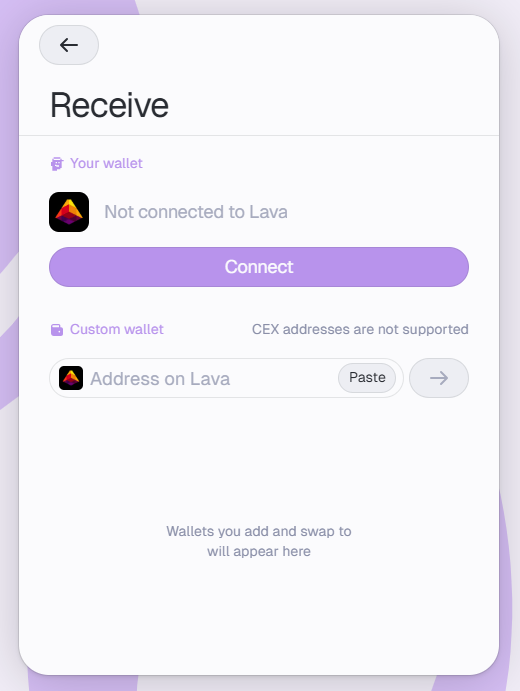 Receive
Your wallet
Not connected to Lava
Connect
Custom wallet
CEX addresses are not supported
Address on Lava
Paste
Wallets you add and swap to
will appear here